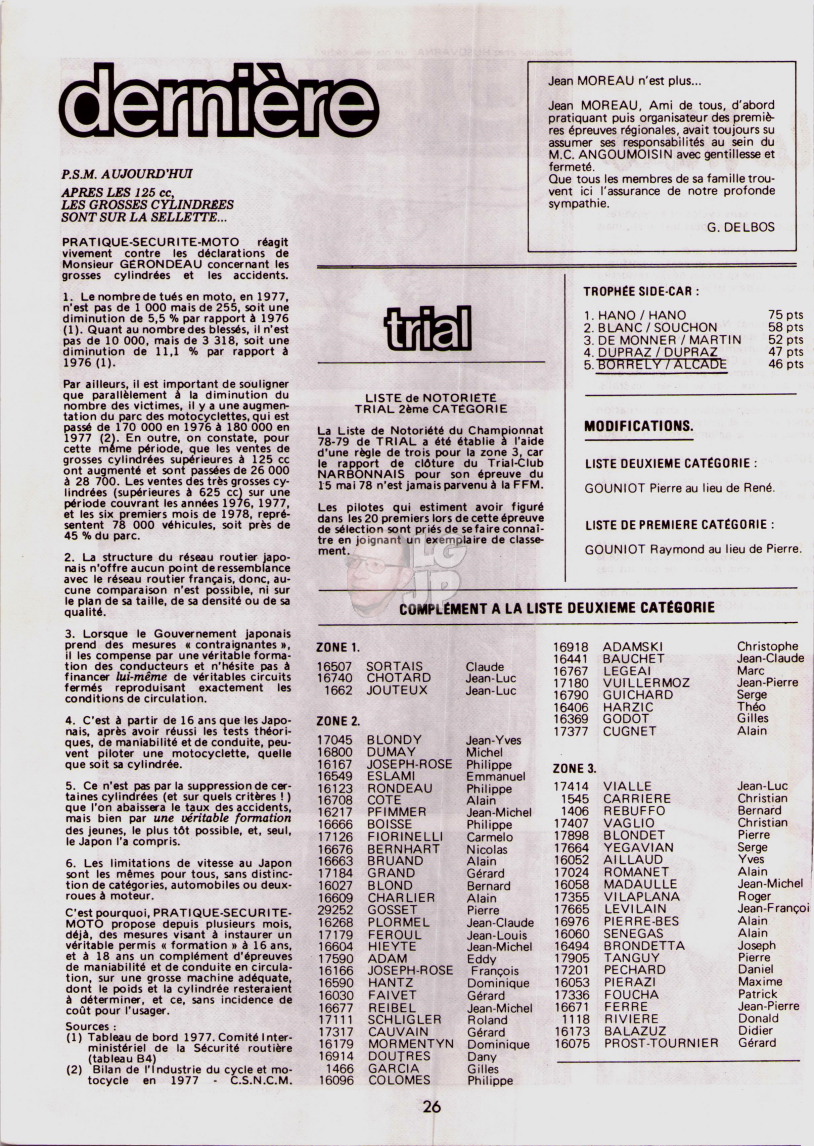 dernière
P.S.M. AUJOURD'HUI
APRES LES 125 cc,
LES GROSSES CYLINDRÉES
SONT SUR LA SELLETTE...
PRATIQUE-SECURITE-MOTO réagit
vivement contre les déclarations de
Monsieur GERONDEAU concernant les
grosses cylindrées et les accidents.
1. Le nombre de tués en moto, en 1977,
n'est pas de 1 000 mais de 255, soit une
diminution de 5,5 % par rapport à 1976
(1). Quant au nombre des blessés, il n'est
pas de 10 000, mais de 3 318, soit une
diminution de 11,1 % par rapport à
1976 (1).
Par ailleurs, il est important de souligner
que parallèlement à la diminution du
nombre des victimes, il y a une augmen-
tation du parc des motocyclettes, qui est
passé de 170 000 en 1976 à 180 000 en
1977 (2). En outre, on constate, pour
cette même période, que les ventes de
grosses cylindrées supérieures à 125 cc
ont augmenté et sont passées de 26 000
à 28 700. Les ventes des très grosses cy-
lindrées (supérieures à 625 cc) sur une
période couvrant les années 1976, 1977,
et les six premiers mois de 1978, repré-
sentent 78 000 véhicules, soit près de
45 % du parc.
2. La structure du réseau routier japo-
nais n'offre aucun point de ressemblance
avec le réseau routier français, donc, au-
cune comparaison n'est possible, ni sur
le plan de sa taille, de sa densité ou de sa
qualité.
3. Lorsque le Gouvernement japonais
prend des mesures « contraignantes »,
il les compense par une véritable forma-
tion des conducteurs et n'hésite pas à
financer lui-même de véritables circuits
fermés reproduisant exactement les
conditions de circulation.
4. C'est à partir de 16 ans que les Japo-
nais, après avoir réussi les tests théori-
ques, de maniabilité et de conduite, peu-
vent piloter une motocyclette, quelle
que soit sa cylindrée.
5. Ce n'est pas par la suppression de cer-
taines cylindrées (et sur quels critères !)
que l'on abaissera le taux des accidents,
mais bien par une véritable formation
des jeunes, le plus tôt possible, et, seul,
le Japon l'a compris.
6. Les limitations de vitesse au Japon
sont les mêmes pour tous, sans distinc-
tion de catégories, automobiles ou deux-
roues à moteur.
C'est pourquoi, PRATIQUE-SECURITE-
MOTO propose depuis plusieurs mois,
déjà, des mesures visant à instaurer un
véritable permis « formation » à 16 ans,
et à 18 ans un complément d'épreuves
de maniabilité et de conduite en circula-
tion, sur une grosse machine adéquate,
dont le poids et la cylindrée resteraient
à déterminer, et ce, sans incidence de
coût pour l'usager.
Sources :
(1) Tableau de bord 1977. Comité Inter-
ministériel de la Sécurité routière
(tableau B4)
(2) Bilan de l'Industrie du cycle et mo-
tocycle en 1977 - C.S.N.C.M.
Jean MOREAU n'est plus...
Jean MOREAU, Ami de tous, d'abord
pratiquant puis organisateur des premiè-
res épreuves régionales, avait toujours su
assumer ses responsabilités au sein du
M.C. ANGOUMOISIN avec gentillesse et
fermeté.
Que tous les membres de sa famille trou-
vent ici l'assurance de notre profonde
sympathie.
G. DELBOS
trial
LISTE de NOTORIETE
TRIAL 2ème CATEGORIE
La Liste de Notoriété du Championnat
78-79 de TRIAL a été établie à l'aide
d'une règle de trois pour la zone 3, car
le rapport de clôture du Trial-Club
NARBONNAIS pour son épreuve du
15 mai 78 n'est jamais parvenu à la FFM.
Les pilotes qui estiment avoir figuré
dans les 20 premiers lors de cette épreuve
de sélection sont priés de se faire connaî-
tre en joignant un exemplaire de classe-
ment.
LG
JP
TROPHÉE SIDE-CAR :
1. HANO / HANO 75 pts
2. BLANC / SOUCHON 58 pts
3. DE MONNER / MARTIN 52 pts
4. DUPRAZ / DUPRAZ 47 pts
5. BORRELY / ALCADE 46 pts
MODIFICATIONS.
LISTE DEUXIEME CATÉGORIE :
GOUNIOT Pierre au lieu de René.
LISTE DE PREMIERE CATÉGORIE :
GOUNIOT Raymond au lieu de Pierre.
COMPLÉMENT A LA LISTE DEUXIEME CATÉGORIE
ZONE 1.
16507 SORTAIS Claude
16740 CHOTARD Jean-Luc
1662 JOUTEUX Jean-Luc
ZONE 2.
17045 BLONDY Jean-Yves
16800 DUMAY Michel
16167 JOSEPH-ROSE Philippe
16549 ESLAMI Emmanuel
16123 RONDEAU Philippe
16708 COTE Alain
16217 PFIMMER Jean-Michel
16666 BOISSE Philippe
17126 FIORINELLI Carmelo
16676 BERNHART Nicolas
16663 BRUAND Alain
17184 GRAND Gérard
16027 BLOND Bernard
16609 CHARLIER Alain
29252 GOSSET Pierre
16268 PLORMEL Jean-Claude
17179 FEROUL Jean-Louis
16604 HIEYTE Jean-Michel
17590 ADAM Eddy
16166 JOSEPH-ROSE François
16590 HANTZ Dominique
16030 FAIVET Gérard
16677 REIBEL Jean-Michel
17111 SCHLIGLER Roland
17317 CAUVAIN Gérard
16179 MORMENTYN Dominique
16914 DOUTRES Dany
1466 GARCIA Gilles
16096 COLOMES Philippe
16918 ADAMSKI Christophe
16441 BAUCHET Jean-Claude
16767 LEGEAI Marc
17180 VUILLERMOZ Jean-Pierre
16790 GUICHARD Serge
16406 HARZIC Théo
16369 GODOT Gilles
17377 CUGNET Alain
ZONE 3.
17414 VIALLE Jean-Luc
1545 CARRIERE Christian
1406 REBUFFO Bernard
17407 VAGLIO Christian
17898 BLONDET Pierre
17664 YEGAVIAN Serge
16052 AILLAUD Yves
17024 ROMANET Alain
16058 MADAULLE Jean-Michel
17355 VILAPLANA Roger
17665 LEVILAIN Jean-Françoi
16976 PIERRE-BES Alain
16060 SENEGAS Alain
16494 BRONDETTA Joseph
17905 TANGUY Pierre
17201 PECHARD Daniel
16053 PIERAZI Maxime
17336 FOUCHA Patrick
16671 FERRE Jean-Pierre
1118 RIVIERE Donald
16173 BALAZUZ Didier
16075 PROST-TOURNIER Gérard
26